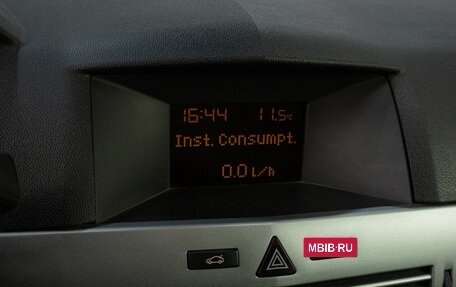 16:44 11.5°C
Inst. Consumpt.
0.0 L/h
MBIB.RU